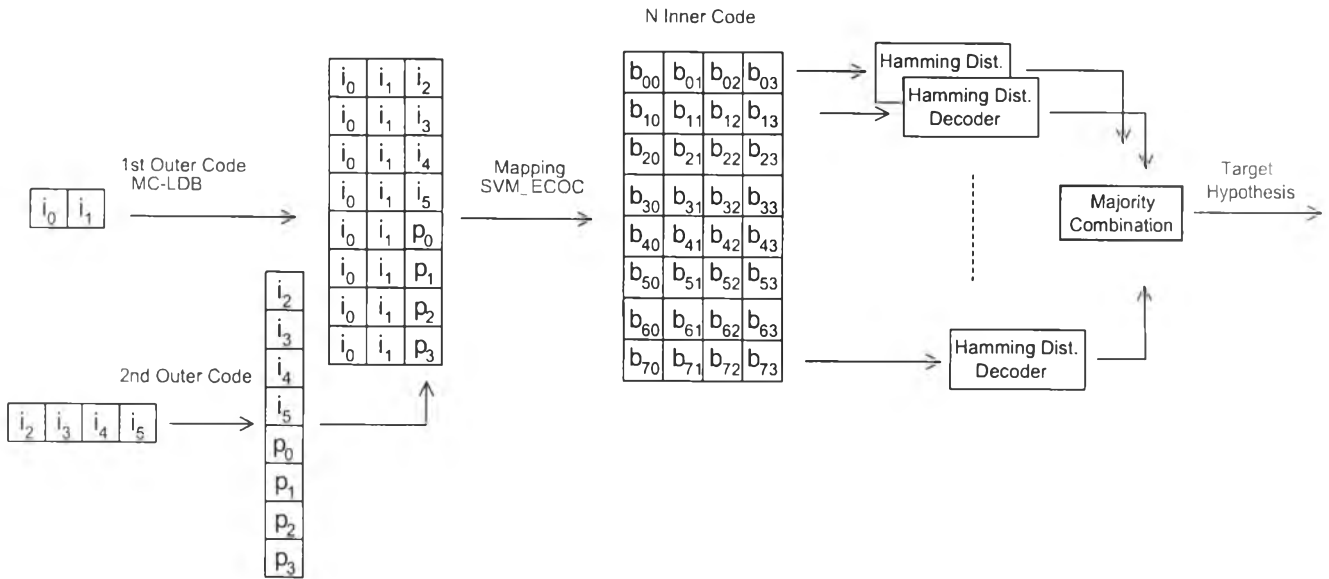 N Inner Code
1st Outer Code
MC-LDB
i0 i1
i0 i1 i2
i0 i1 i3
i0 i1 i4
i0 i1 i5
i0 i1 p0
i0 i1 p1
i0 i1 p2
i0 i1 p3
2nd Outer Code
i2 i3 i4 i5
i2
i3
i4
i5
p0
p1
p2
p3
Mapping
SVM_ECOC
b00 b01 b02 b03
b10 b11 b12 b13
b20 b21 b22 b23
b30 b31 b32 b33
b40 b41 b42 b43
b50 b51 b52 b53
b60 b61 b62 b63
b70 b71 b72 b73
Hamming Dist.
Hamming Dist.
Decoder
Hamming Dist.
Decoder
Majority
Combination
Target
Hypothesis